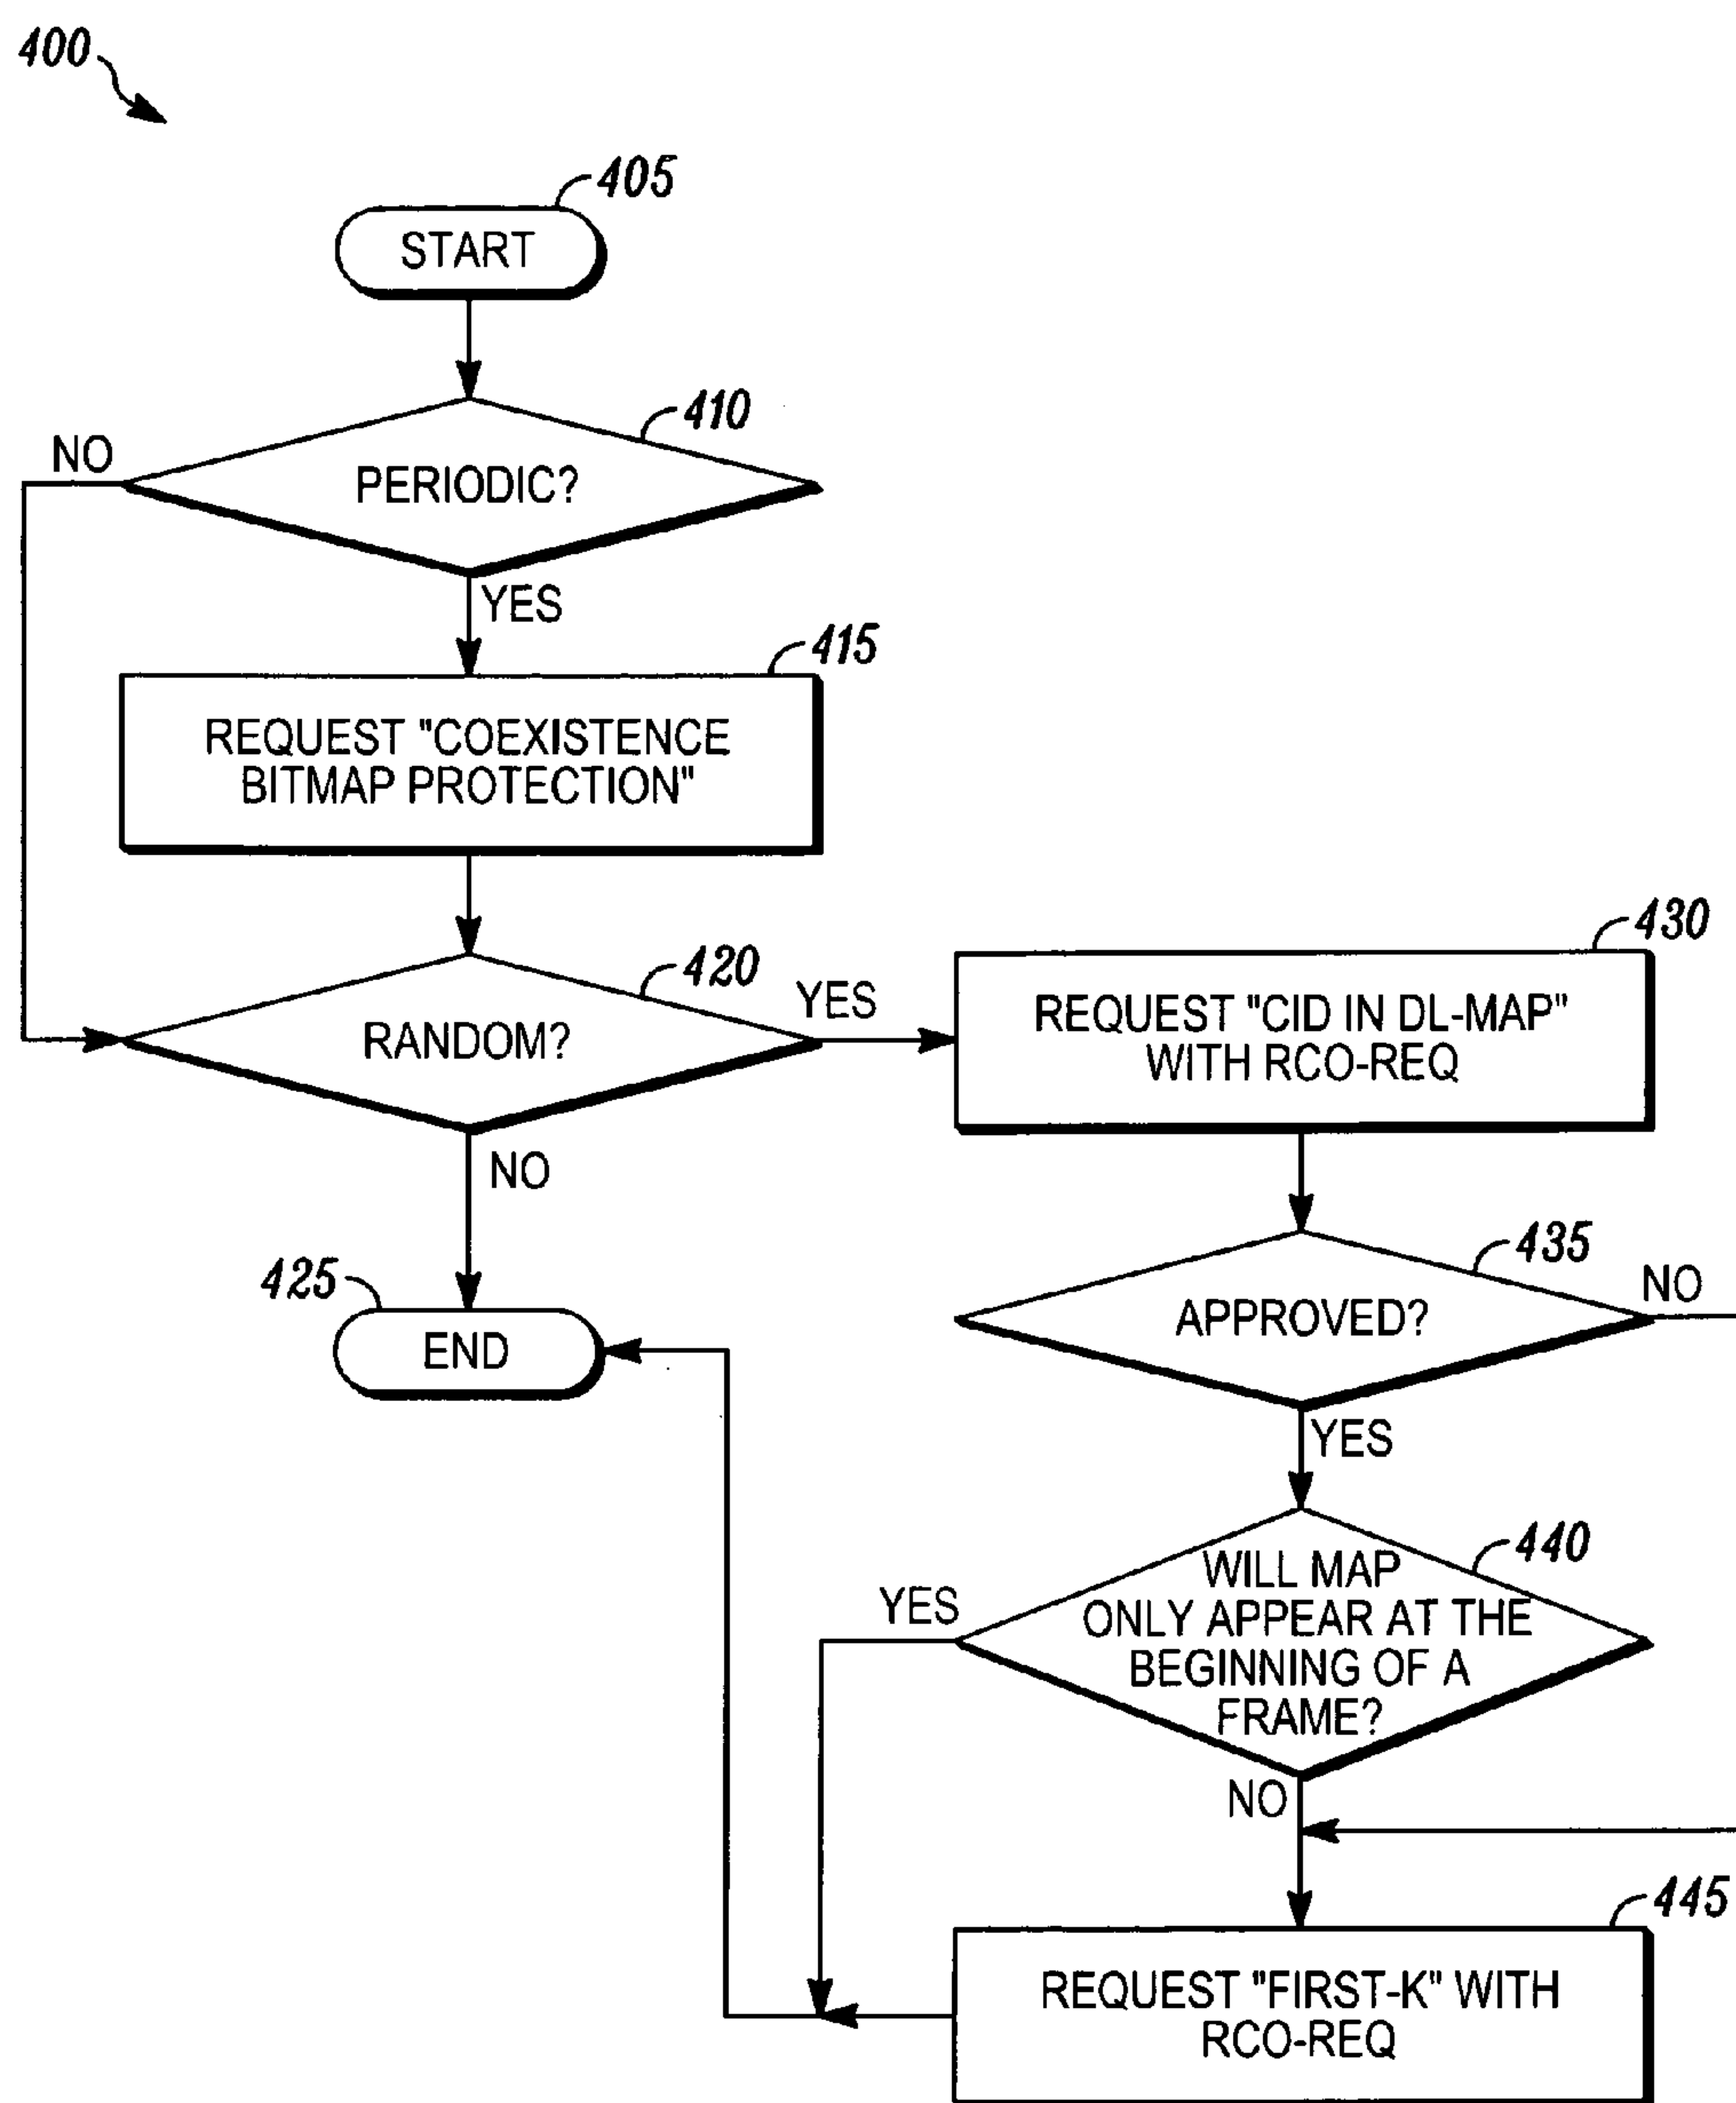 400
405
START
410
NO
PERIODIC?
YES
415
REQUEST "COEXISTENCE
BITMAP PROTECTION"
420
RANDOM?
YES
430
REQUEST "CID IN DL-MAP"
WITH RCO-REQ
NO
425
END
435
APPROVED?
NO
YES
440
WILL MAP
ONLY APPEAR AT THE
BEGINNING OF A
FRAME?
YES
NO
445
REQUEST "FIRST-K" WITH
RCO-REQ